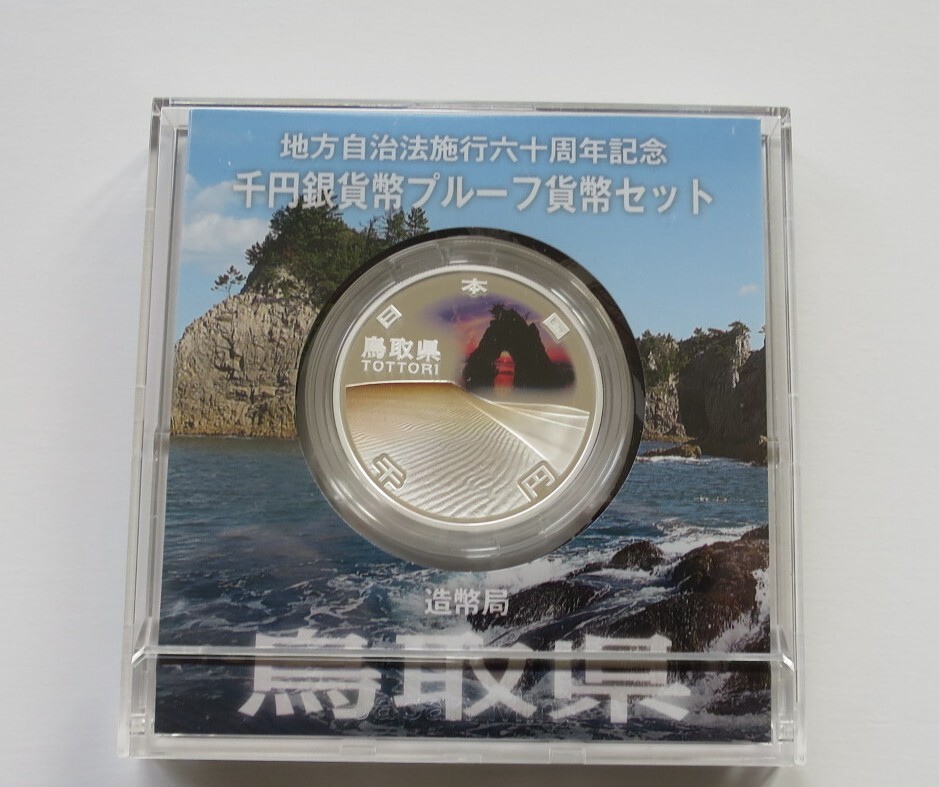 地方自治法施行六十周年記念
千円銀貨幣プルーフ貨幣セット
日本国
鳥取県
TOTTORI
千円
造幣局
鳥取県
Japan Mint